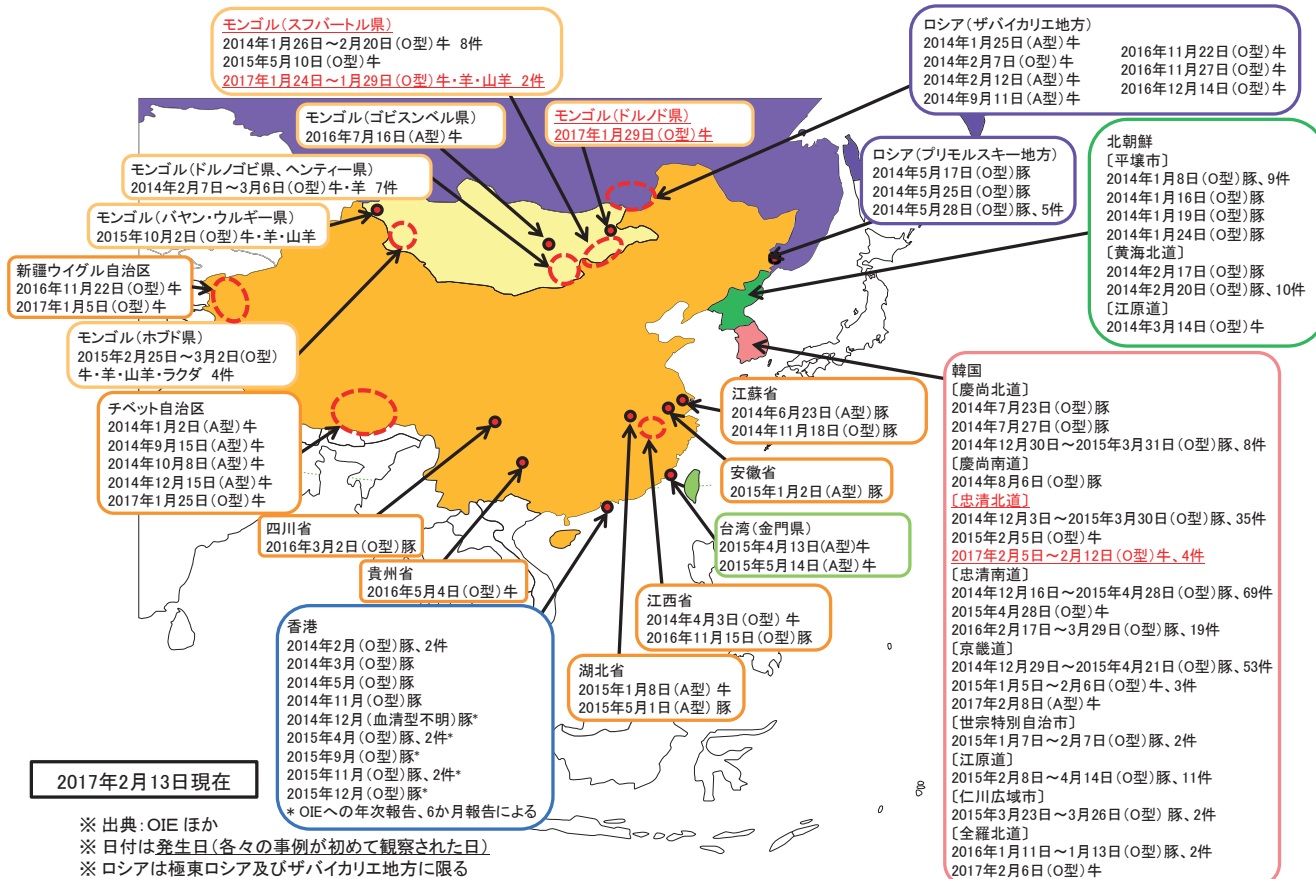 モンゴル(スフバートル県)
2014年1月26日～2月20日(O型)牛 8件
2015年5月10日(O型)牛
2017年1月24日～1月29日(O型)牛・羊・山羊 2件
モンゴル(ゴビスンベル県)
2016年7月16日(A型)牛
モンゴル(ドルノド県)
2017年1月29日(O型)牛
ロシア(ザバイカリエ地方)
2014年1月25日(A型)牛
2014年2月7日(O型)牛
2014年2月12日(A型)牛
2014年9月11日(A型)牛
2016年11月22日(O型)牛
2016年11月27日(O型)牛
2016年12月14日(O型)牛
ロシア(プリモルスキー地方)
2014年5月17日(O型)豚
2014年5月25日(O型)豚
2014年5月28日(O型)豚、5件
モンゴル(ドルノゴビ県、ヘンティー県)
2014年2月7日～3月6日(O型)牛・羊 7件
モンゴル(バヤン・ウルギー県)
2015年10月2日(O型)牛・羊・山羊
新疆ウイグル自治区
2016年11月22日(O型)牛
2017年1月5日(O型)牛
モンゴル(ホブド県)
2015年2月25日～3月2日(O型)
牛・羊・山羊・ラクダ 4件
チベット自治区
2014年1月2日(A型)牛
2014年9月15日(A型)牛
2014年10月8日(A型)牛
2014年12月15日(A型)牛
2017年1月25日(O型)牛
北朝鮮
〔平壌市〕
2014年1月8日(O型)豚、9件
2014年1月16日(O型)豚
2014年1月19日(O型)豚
2014年1月24日(O型)豚
〔黄海北道〕
2014年2月17日(O型)豚
2014年2月20日(O型)豚、10件
〔江原道〕
2014年3月14日(O型)牛
韓国
〔慶尚北道〕
2014年7月23日(O型)豚
2014年7月27日(O型)豚
2014年12月30日～2015年3月31日(O型)豚、8件
〔慶尚南道〕
2014年8月6日(O型)豚
〔忠清北道〕
2014年12月3日～2015年3月30日(O型)豚、35件
2015年2月5日(O型)牛
2017年2月5日～2月12日(O型)牛、4件
〔忠清南道〕
2014年12月16日～2015年4月28日(O型)豚、69件
2015年4月28日(O型)牛
2016年2月17日～3月29日(O型)豚、19件
〔京畿道〕
2014年12月29日～2015年4月21日(O型)豚、53件
2015年1月5日～2月6日(O型)牛、3件
2017年2月8日(A型)牛
〔世宗特別自治市〕
2015年1月7日～2月7日(O型)豚、2件
〔江原道〕
2015年2月8日～4月14日(O型)豚、11件
〔仁川広域市〕
2015年3月23日～3月26日(O型)豚、2件
〔全羅北道〕
2016年1月11日～1月13日(O型)豚、2件
2017年2月6日(O型)牛
江蘇省
2014年6月23日(A型)豚
2014年11月18日(O型)豚
安徽省
2015年1月2日(A型)豚
台湾(金門県)
2015年4月13日(A型)牛
2015年5月14日(A型)牛
四川省
2016年3月2日(O型)豚
貴州省
2016年5月4日(O型)牛
江西省
2014年4月3日(O型)牛
2016年11月15日(O型)豚
湖北省
2015年1月8日(A型)牛
2015年5月1日(A型)豚
香港
2014年2月(O型)豚、2件
2014年3月(O型)豚
2014年5月(O型)豚
2014年11月(O型)豚
2014年12月(血清型不明)豚*
2015年4月(O型)豚、2件*
2015年9月(O型)豚*
2015年11月(O型)豚、2件*
2015年12月(O型)豚*
* OIEへの年次報告、6か月報告による
2017年2月13日現在
※ 出典:OIE ほか
※ 日付は発生日(各々の事例が初めて観察された日)
※ ロシアは極東ロシア及びザバイカリエ地方に限る